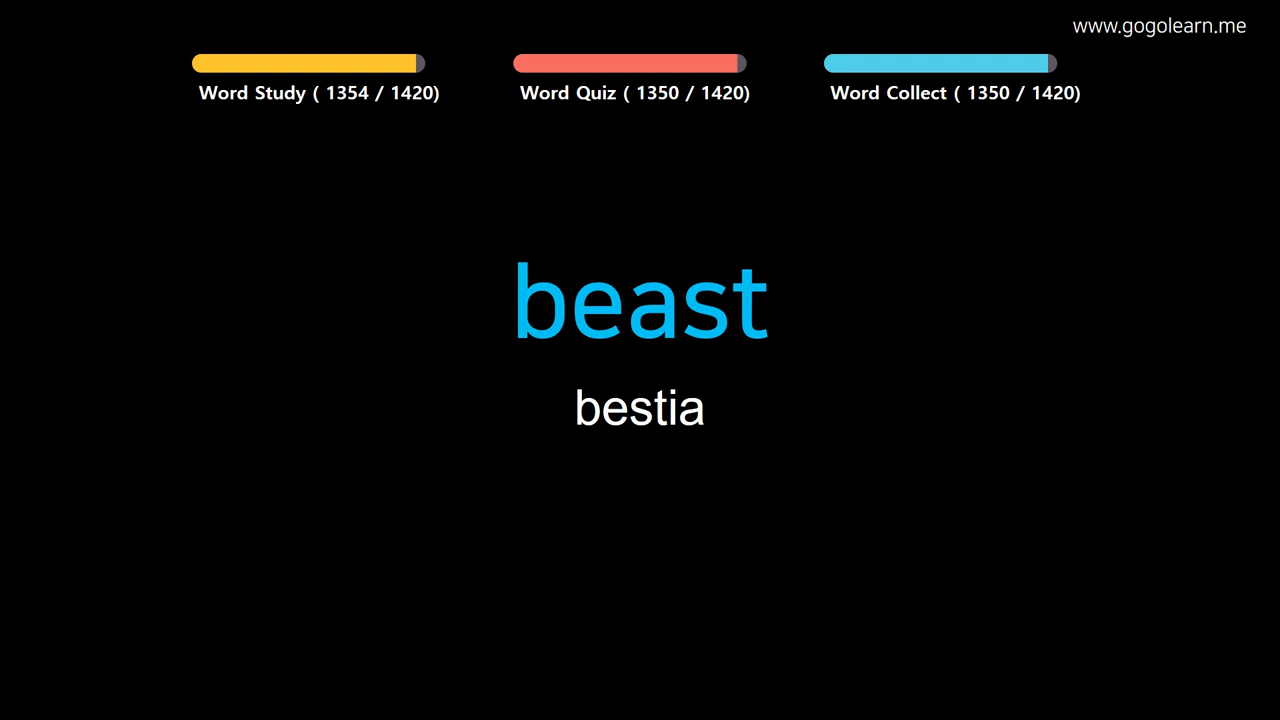 www.gogolearn.me
Word Study ( 1354 / 1420)
Word Quiz ( 1350 / 1420)
Word Collect ( 1350 / 1420)
beast
bestia